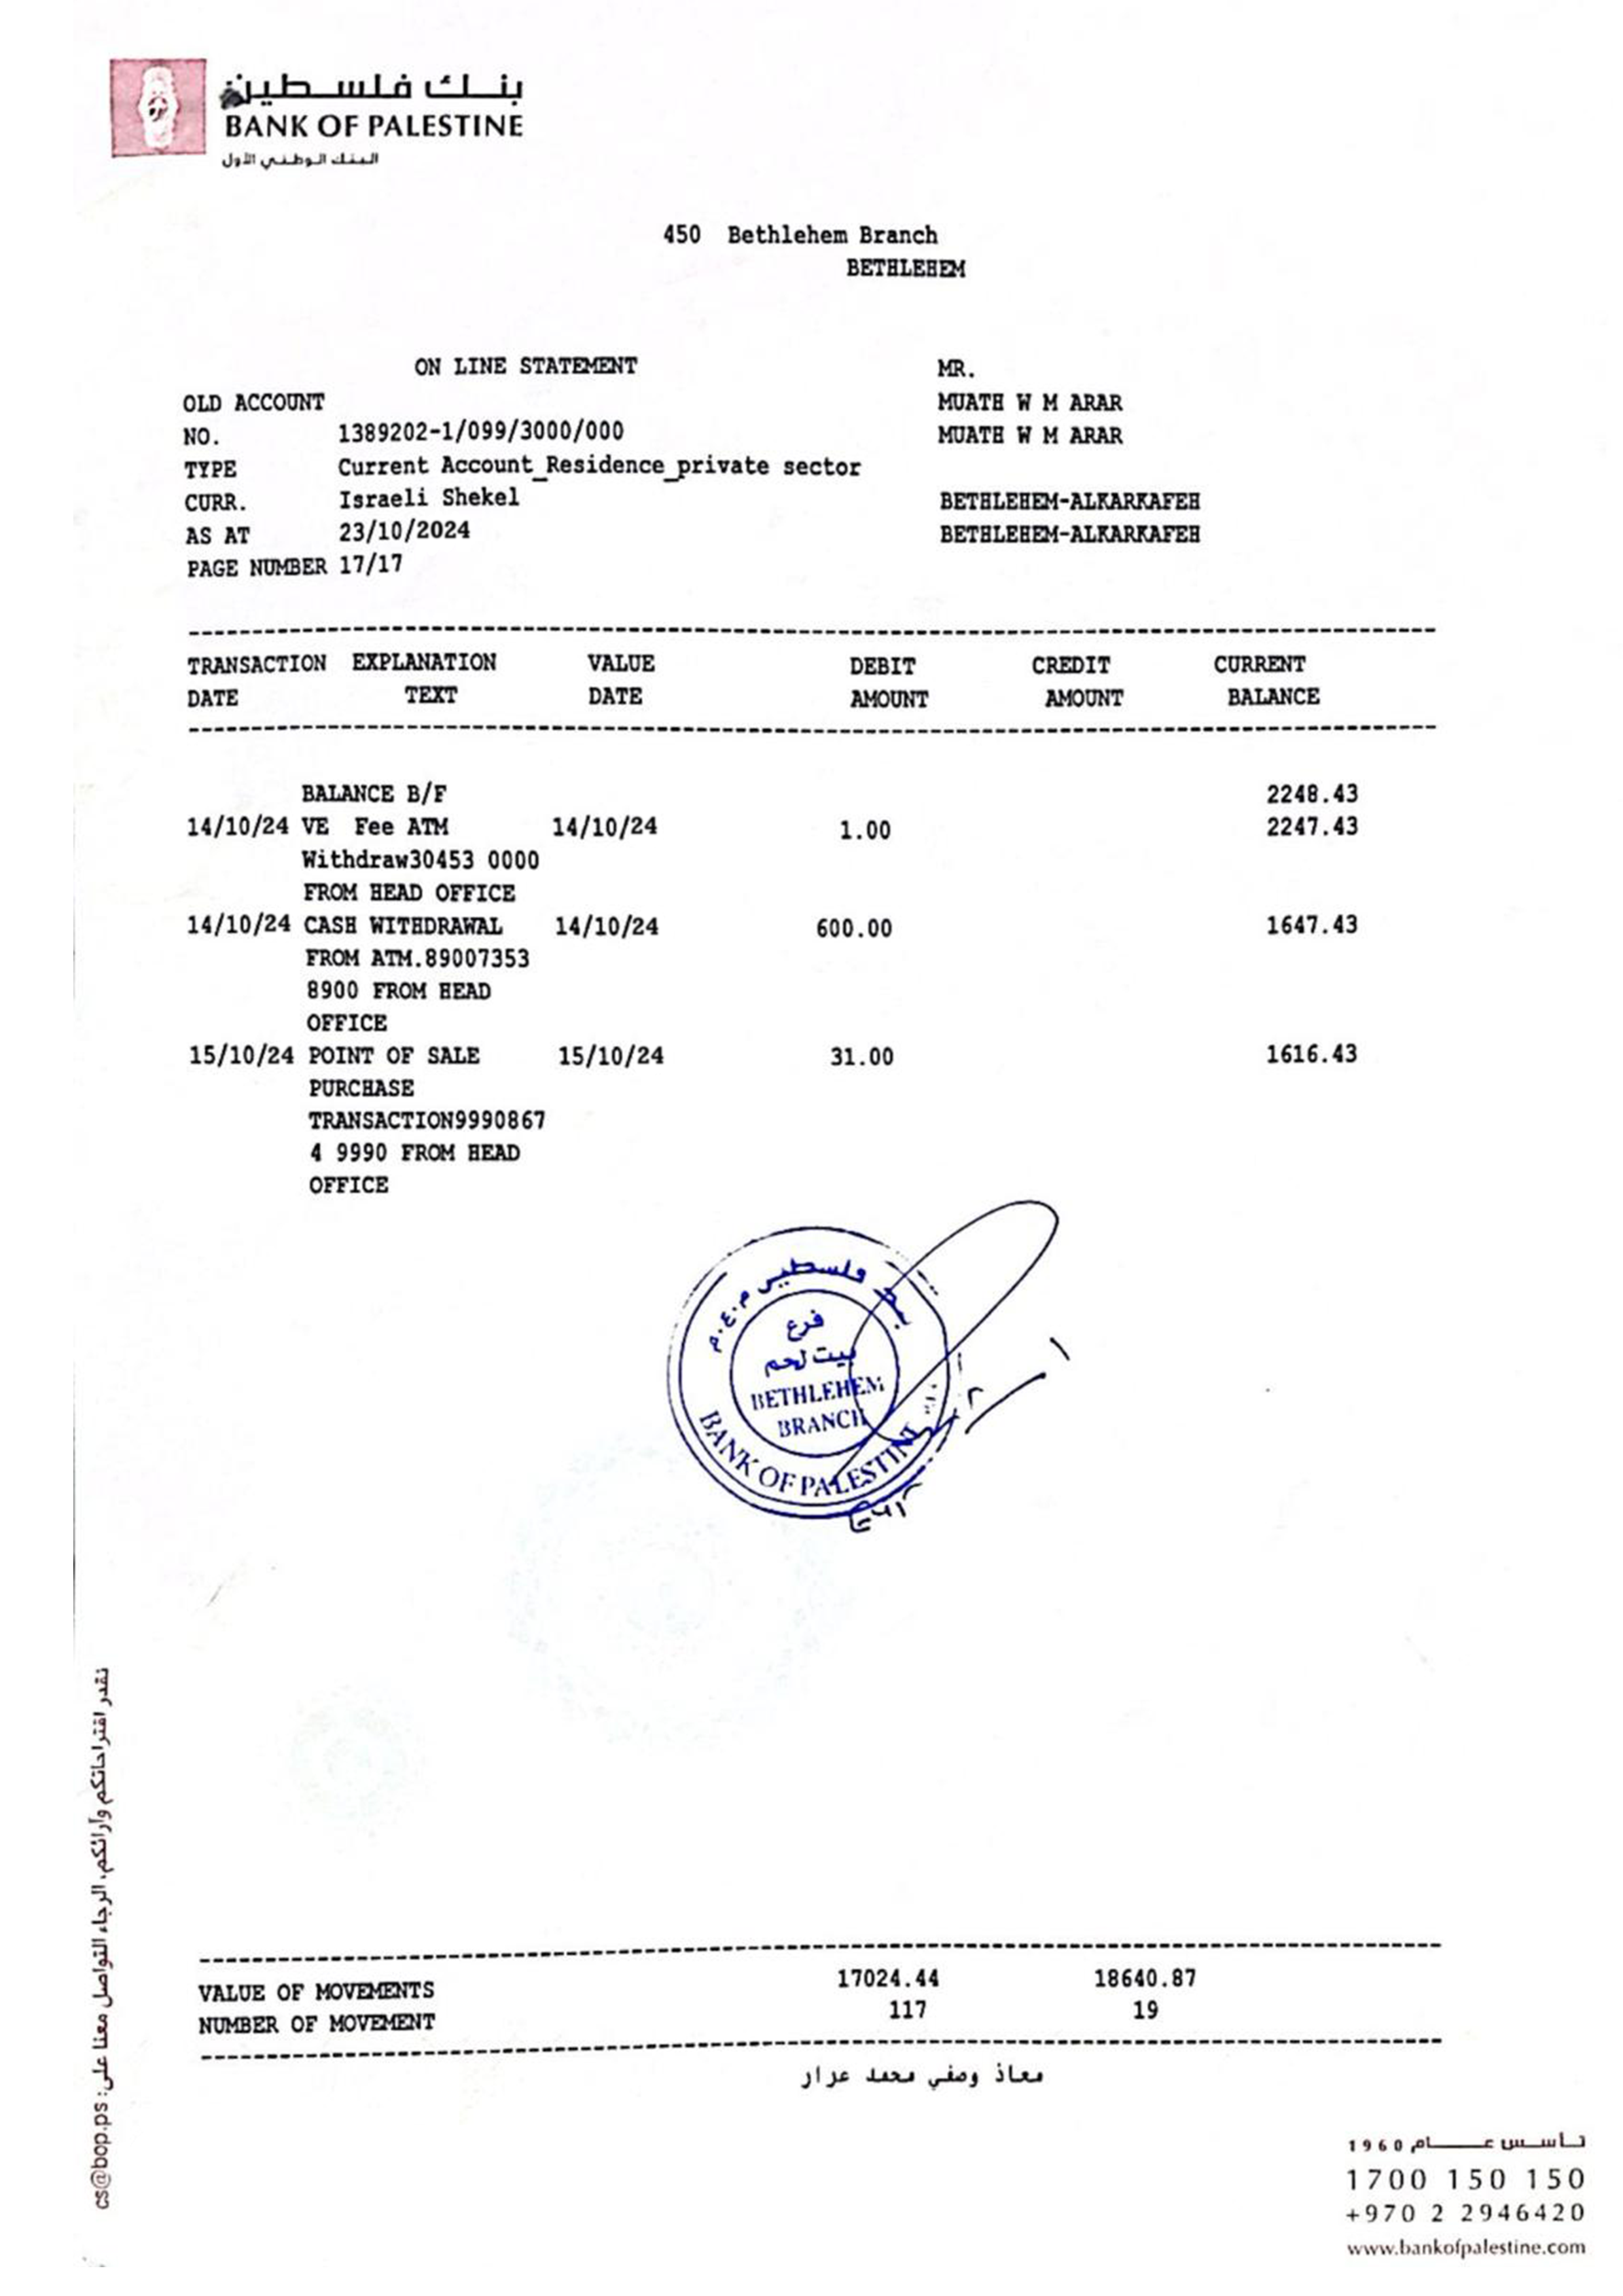 بنك فلسطين
BANK OF PALESTINE
البنك الوطني الأول
450 Bethlehem Branch
BETHLEHEM
ON LINE STATEMENT
MR.
OLD ACCOUNT
MUATH W M ARAR
NO. 1389202-1/099/3000/000
MUATH W M ARAR
TYPE Current Account_Residence_private sector
CURR. Israeli Shekel
BETHLEHEM-ALKARKAFEH
AS AT 23/10/2024
BETHLEHEM-ALKARKAFEH
PAGE NUMBER 17/17
TRANSACTION EXPLANATION VALUE DEBIT CREDIT CURRENT
DATE TEXT DATE AMOUNT AMOUNT BALANCE
BALANCE B/F 2248.43
14/10/24 VE Fee ATM 14/10/24 1.00 2247.43
Withdraw30453 0000
FROM HEAD OFFICE
14/10/24 CASH WITHDRAWAL 14/10/24 600.00 1647.43
FROM ATM.89007353
8900 FROM HEAD
OFFICE
15/10/24 POINT OF SALE 15/10/24 31.00 1616.43
PURCHASE
TRANSACTION9990867
4 9990 FROM HEAD
OFFICE
بنك فلسطين م.ع.م
فرع
بيت لحم
BETHLEHEM
BRANCH
BANK OF PALESTINE
VALUE OF MOVEMENTS 17024.44 18640.87
NUMBER OF MOVEMENT 117 19
معاذ وصفي محمد عرار
نقدر اقتراحاتكم وآرائكم، الرجاء التواصل معنا على: cs@bop.ps
تأسس عام 1960
1700 150 150
+970 2 2946420
www.bankofpalestine.com